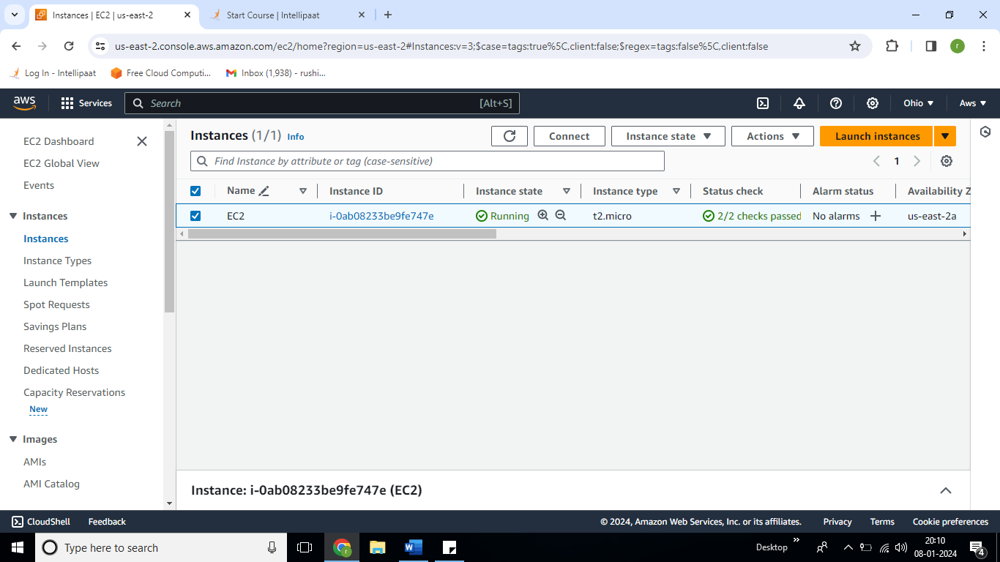 Instances | EC2 | us-east-2
Start Course | Intellipaat
us-east-2.console.aws.amazon.com/ec2/home?region=us-east-2#Instances:v=3;$case=tags:true%5C,client:false;$regex=tags:false%5C,client:false
r
Log In - Intellipaat
Free Cloud Computi...
Inbox (1,938) - rushi...
aws
Services
Search
[Alt+S]
Ohio
Aws
EC2 Dashboard
EC2 Global View
Events
Instances
Instances
Instance Types
Launch Templates
Spot Requests
Savings Plans
Reserved Instances
Dedicated Hosts
Capacity Reservations
New
Images
AMIs
AMI Catalog
Instances (1/1) Info
Connect
Instance state
Actions
Launch instances
Find Instance by attribute or tag (case-sensitive)
1
Name Instance ID Instance state Instance type Status check Alarm status Availability Z
EC2 i-0ab08233be9fe747e Running t2.micro 2/2 checks passed No alarms us-east-2a
Instance: i-0ab08233be9fe747e (EC2)
CloudShell Feedback
© 2024, Amazon Web Services, Inc. or its affiliates. Privacy Terms Cookie preferences
Type here to search
Desktop
20:10
08-01-2024
4